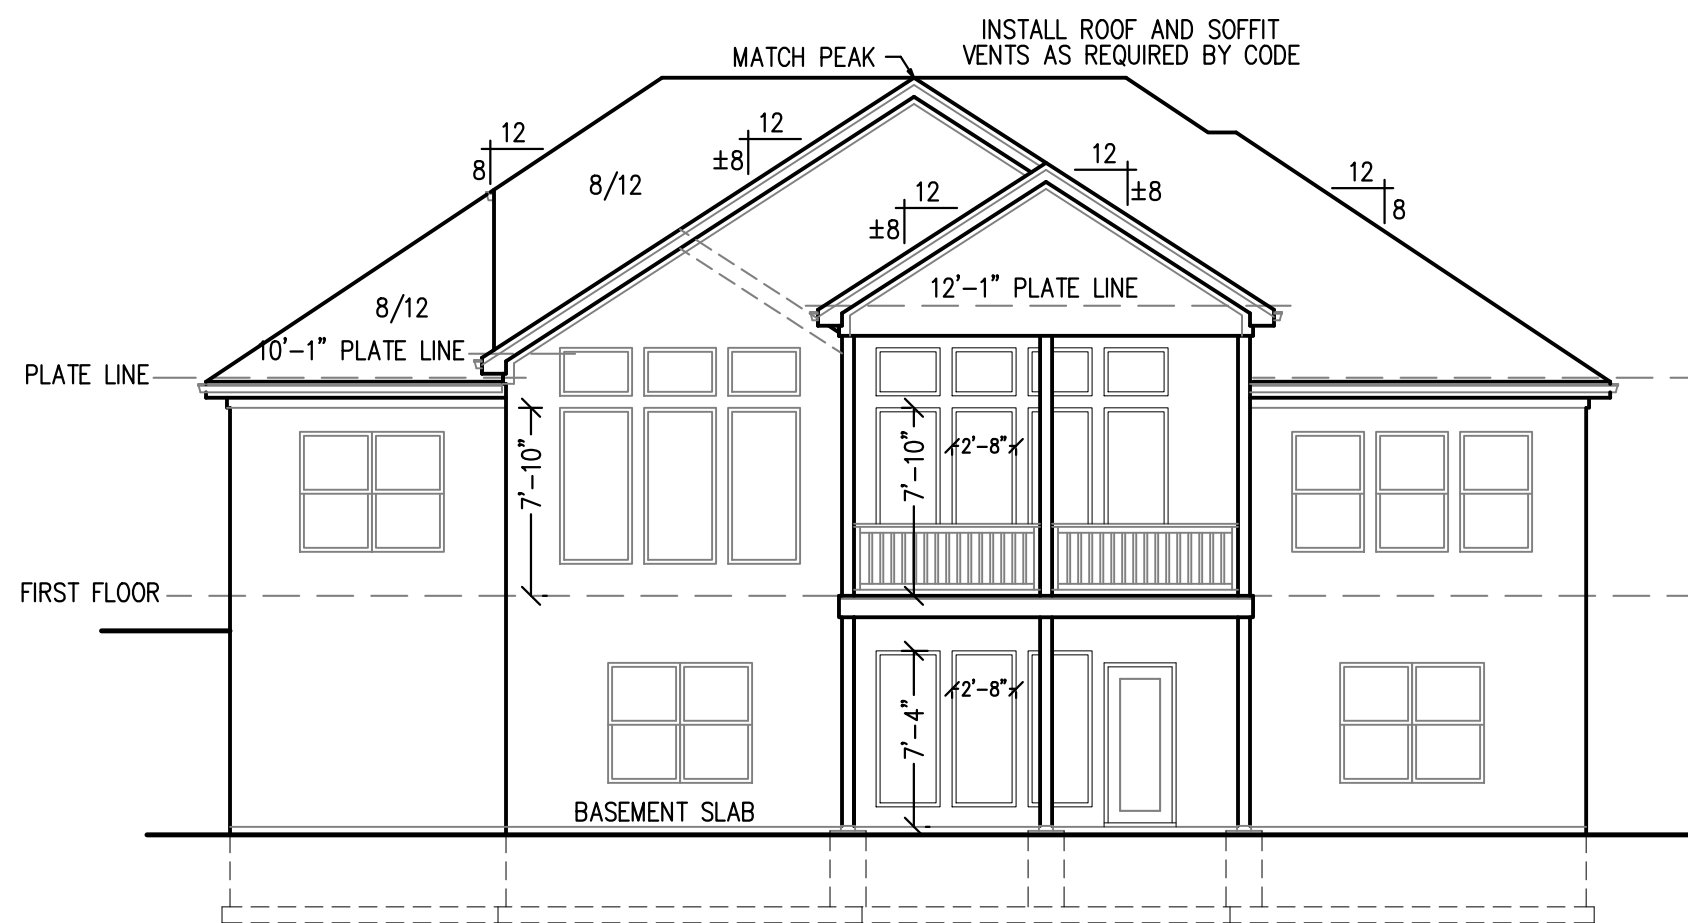 INSTALL ROOF AND SOFFIT
VENTS AS REQUIRED BY CODE
MATCH PEAK
12
8
12
±8
8/12
12
±8
12
±8
12
8
8/12
12'-1" PLATE LINE
10'-1" PLATE LINE
PLATE LINE
7'-10"
7'-10"
2'-8"
FIRST FLOOR
7'-4"
2'-8"
BASEMENT SLAB